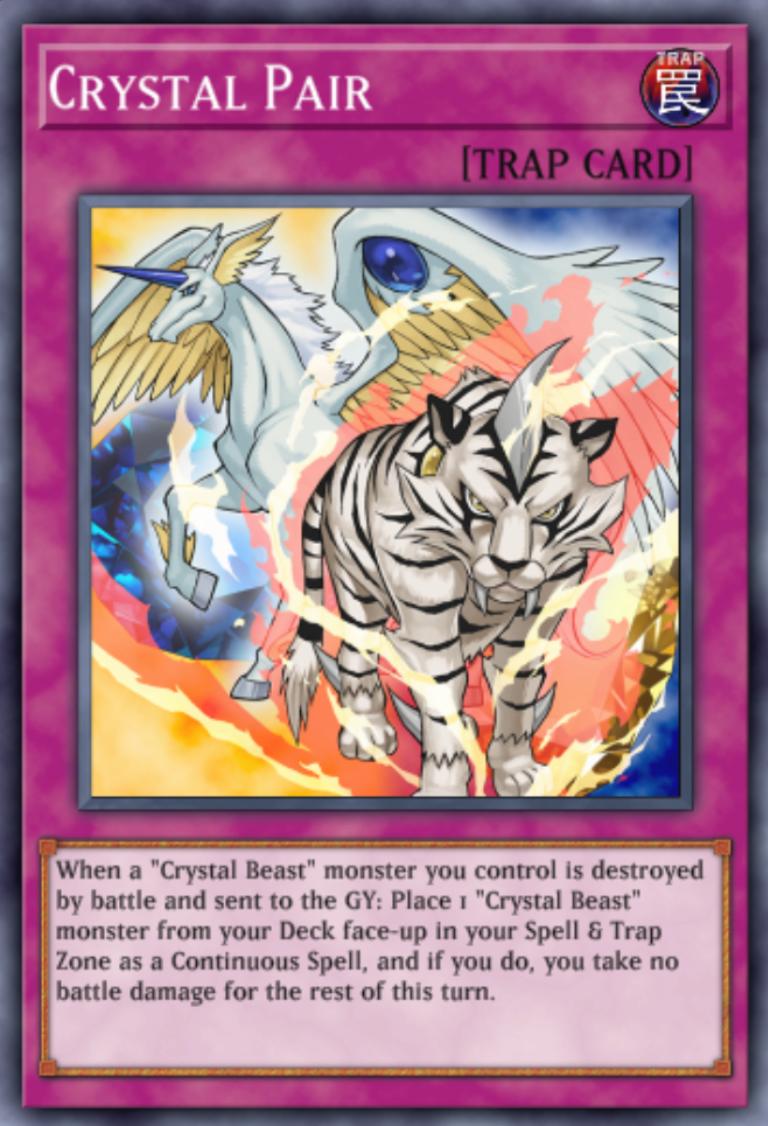 CRYSTAL PAIR
TRAP
罠
[TRAP CARD]
When a "Crystal Beast" monster you control is destroyed
by battle and sent to the GY: Place 1 "Crystal Beast"
monster from your Deck face-up in your Spell & Trap
Zone as a Continuous Spell, and if you do, you take no
battle damage for the rest of this turn.